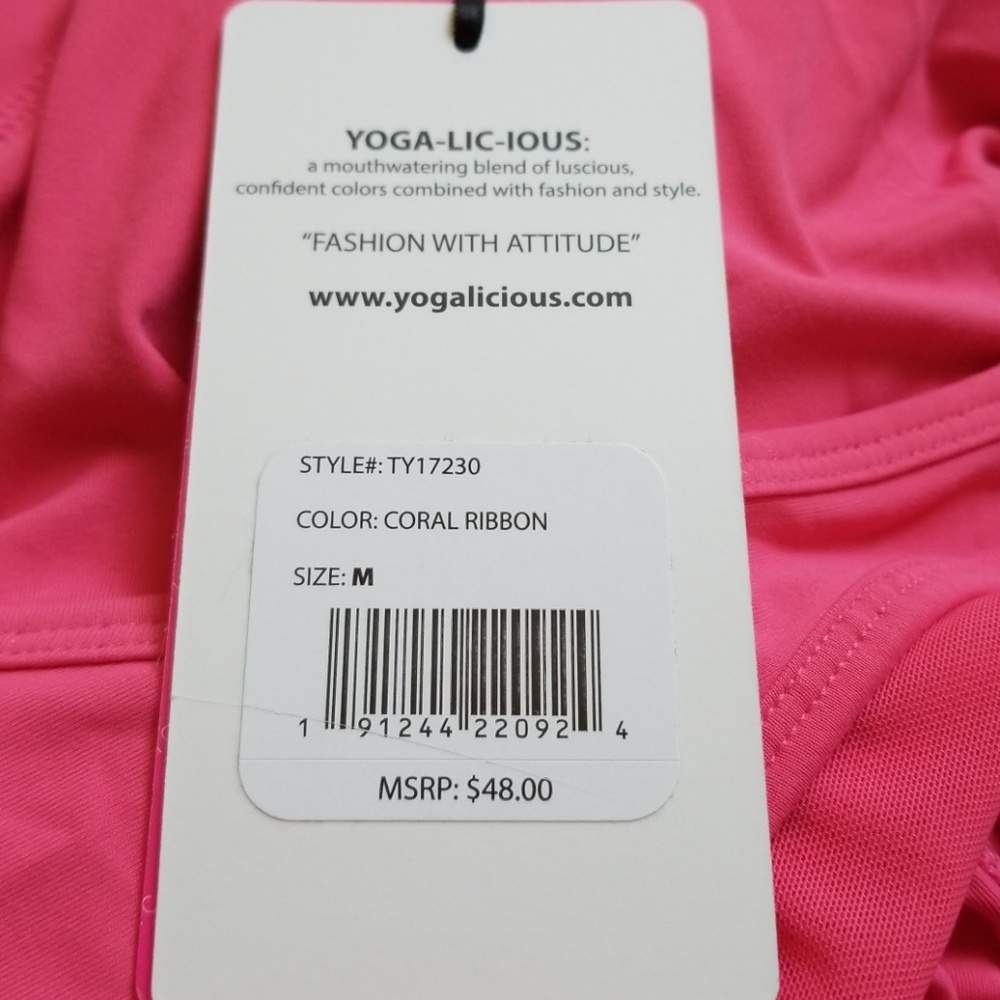 YOGA-LIC-IOUS:
a mouthwatering blend of luscious,
confident colors combined with fashion and style.
“FASHION WITH ATTITUDE”
www.yogalicious.com
STYLE#: TY17230
COLOR: CORAL RIBBON
SIZE: M
1 91244 22092 4
MSRP: $48.00